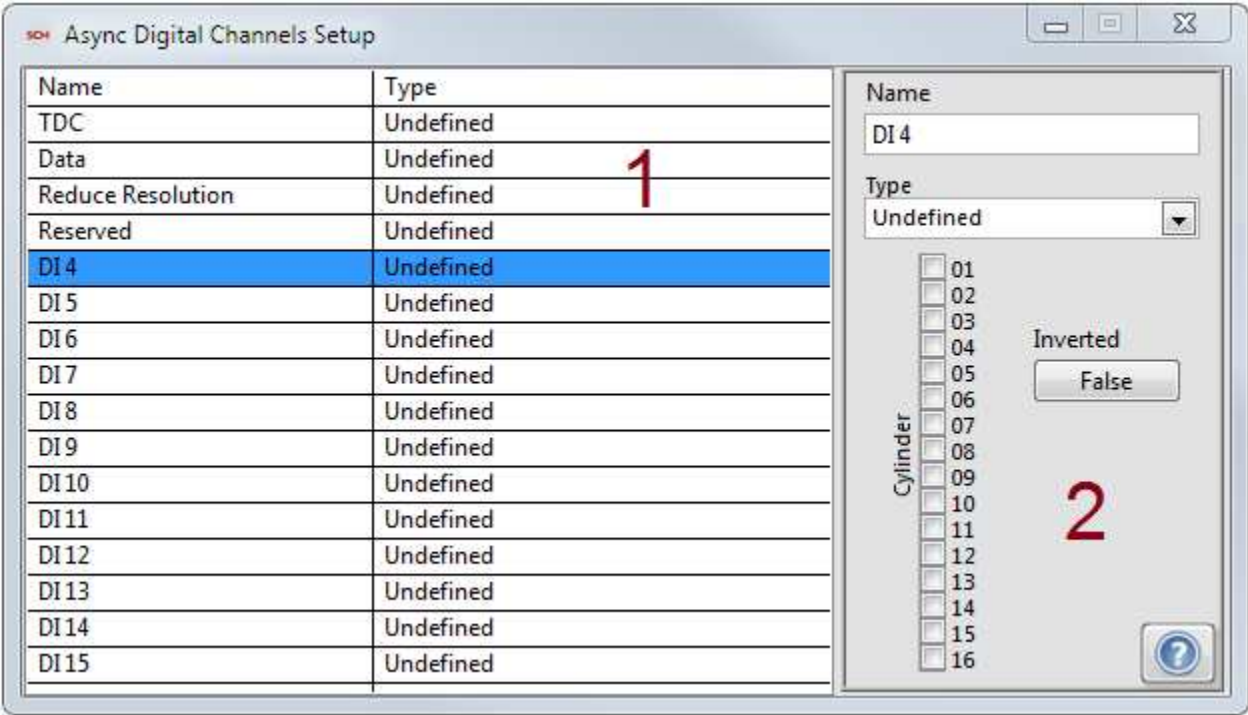 SCH Async Digital Channels Setup
Name Type
TDC Undefined
Data Undefined
Reduce Resolution Undefined
Reserved Undefined
DI 4 Undefined
DI 5 Undefined
DI 6 Undefined
DI 7 Undefined
DI 8 Undefined
DI 9 Undefined
DI 10 Undefined
DI 11 Undefined
DI 12 Undefined
DI 13 Undefined
DI 14 Undefined
DI 15 Undefined
1
Name
DI 4
Type
Undefined
Cylinder
01
02
03
04
05
06
07
08
09
10
11
12
13
14
15
16
Inverted
False
2
?